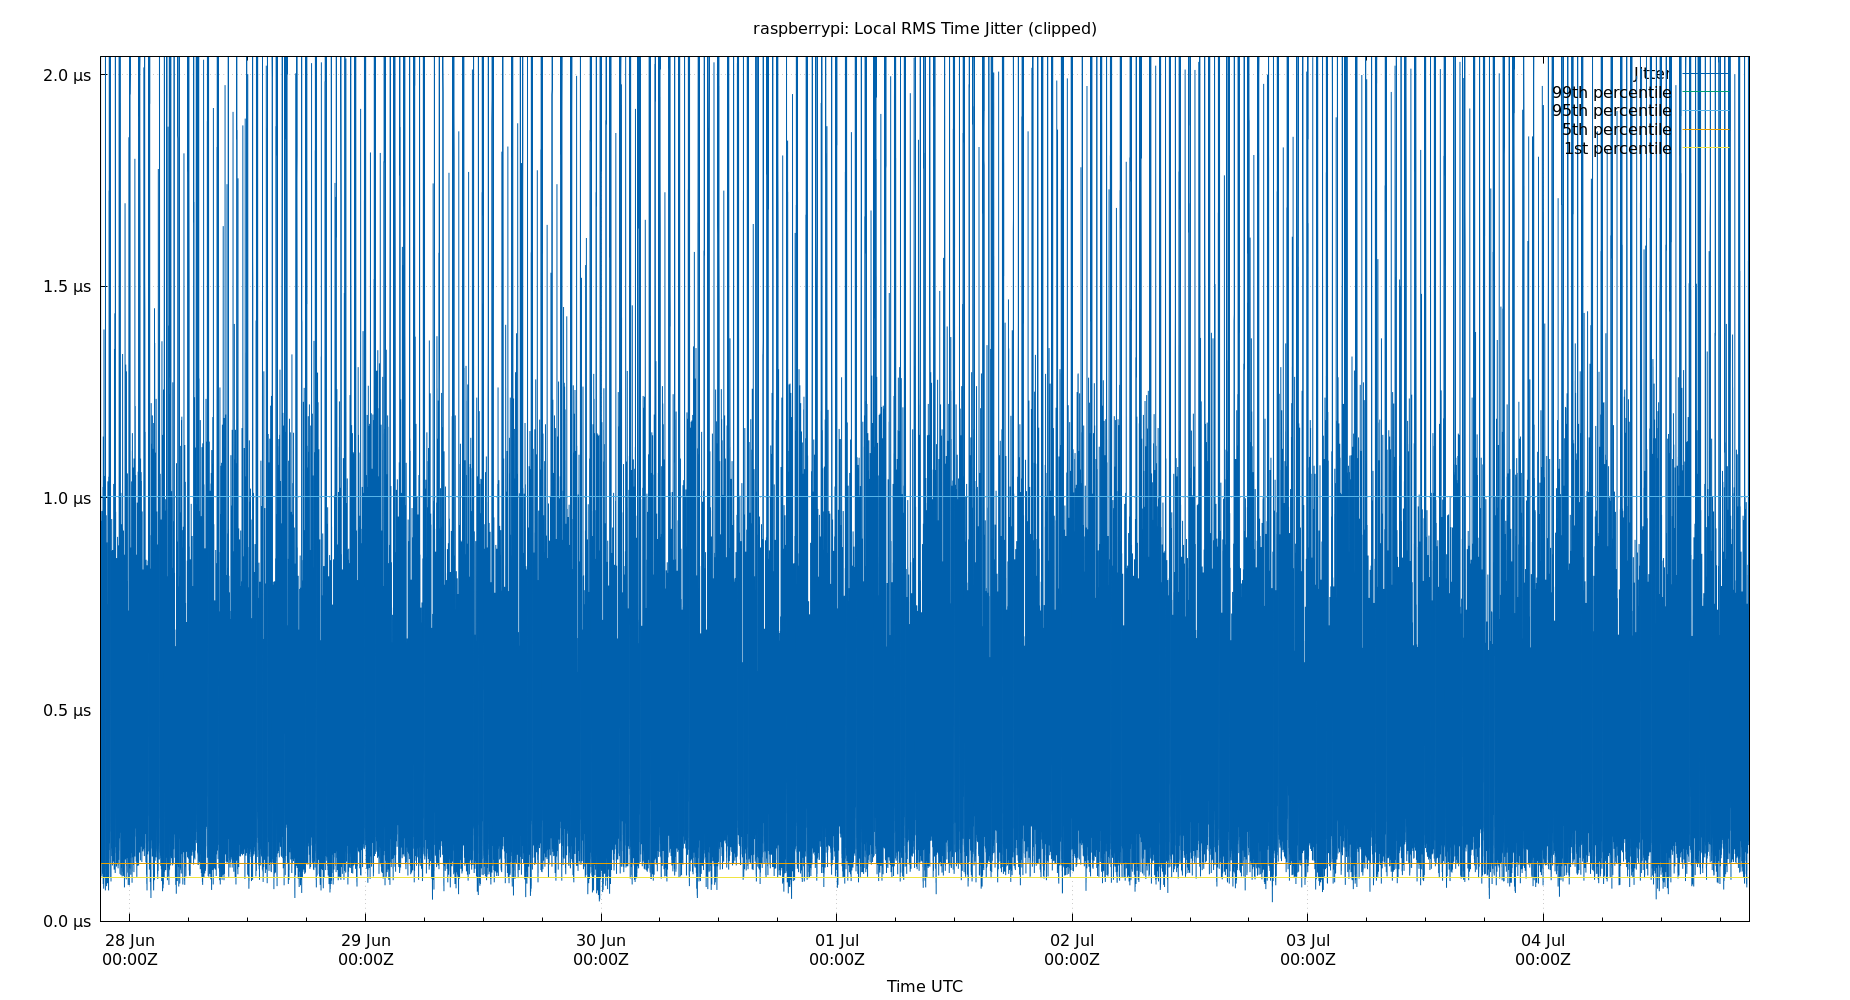 raspberrypi: Local RMS Time Jitter (clipped)
2.0 μs
1.5 μs
1.0 μs
0.5 μs
0.0 μs
Jitter
99th percentile
95th percentile
5th percentile
1st percentile
28 Jun 29 Jun 30 Jun 01 Jul 02 Jul 03 Jul 04 Jul
00:00Z 00:00Z 00:00Z 00:00Z 00:00Z 00:00Z 00:00Z
Time UTC